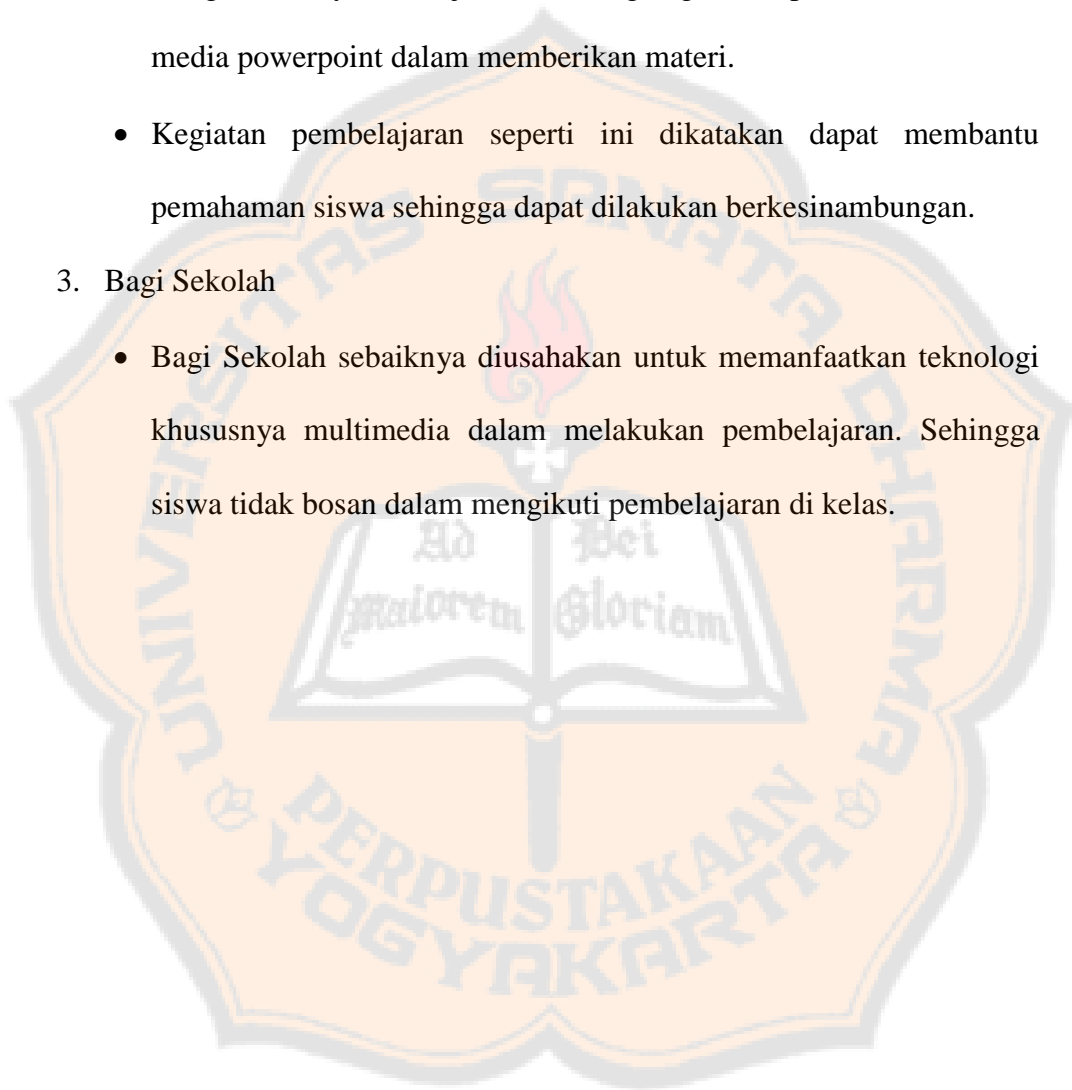 media powerpoint dalam memberikan materi.
• Kegiatan pembelajaran seperti ini dikatakan dapat membantu
pemahaman siswa sehingga dapat dilakukan berkesinambungan.
3. Bagi Sekolah
• Bagi Sekolah sebaiknya diusahakan untuk memanfaatkan teknologi
khususnya multimedia dalam melakukan pembelajaran. Sehingga
siswa tidak bosan dalam mengikuti pembelajaran di kelas.
UNIVERSITAS SANATA DHARMA
Ad Dei
Maiorem Gloriam
PERPUSTAKAAN
YOGYAKARTA